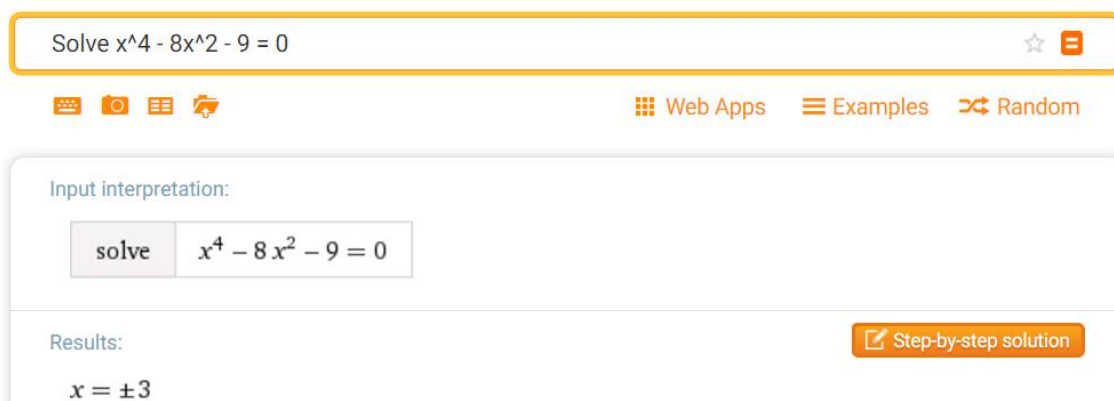 Solve x^4 - 8x^2 - 9 = 0
Web Apps Examples Random
Input interpretation:
solve x⁴ – 8 x² – 9 = 0
Results: Step-by-step solution
x = ±3